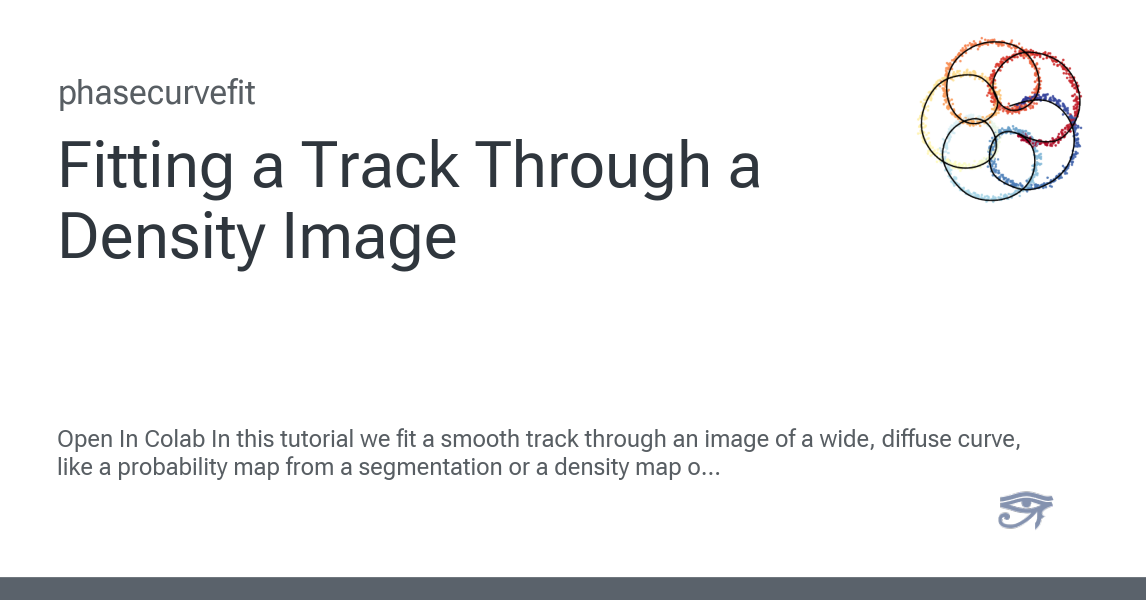 phasecurvefit
Fitting a Track Through a
Density Image
Open In Colab In this tutorial we fit a smooth track through an image of a wide, diffuse curve,
like a probability map from a segmentation or a density map o...